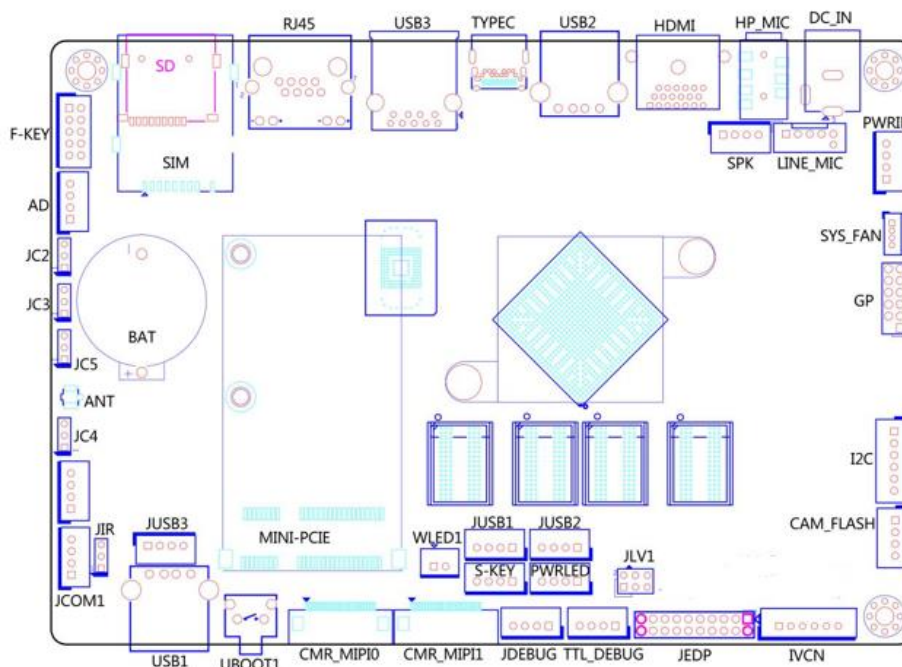 RJ45
USB3
TYPEC
USB2
HDMI
HP_MIC
DC_IN
SD
F-KEY
SIM
SPK
LINE_MIC
AD
SYS_FAN
JC2
GP
JC3
BAT
JC5
ANT
JC4
I2C
JUSB3
JIR
MINI-PCIE
WLED1
JUSB1
JUSB2
CAM_FLASH
S-KEY
PWRLED
JLV1
JCOM1
USB1
UBOOT1
CMR_MIPI0
CMR_MIPI1
JDEBUG
TTL_DEBUG
JEDP
IVCN